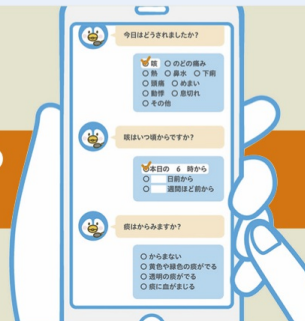 今日はどうされましたか?
咳 ○のどの痛み
○熱 ○鼻水 ○下痢
○頭痛 ○めまい
○動悸 ○息切れ
○その他
咳はいつ頃からですか?
本日の 6 時から
○ 日前から
○ 週間ほど前から
痰はからみますか?
○からまない
○黄色や緑色の痰がでる
○透明の痰がでる
○痰に血がまじる